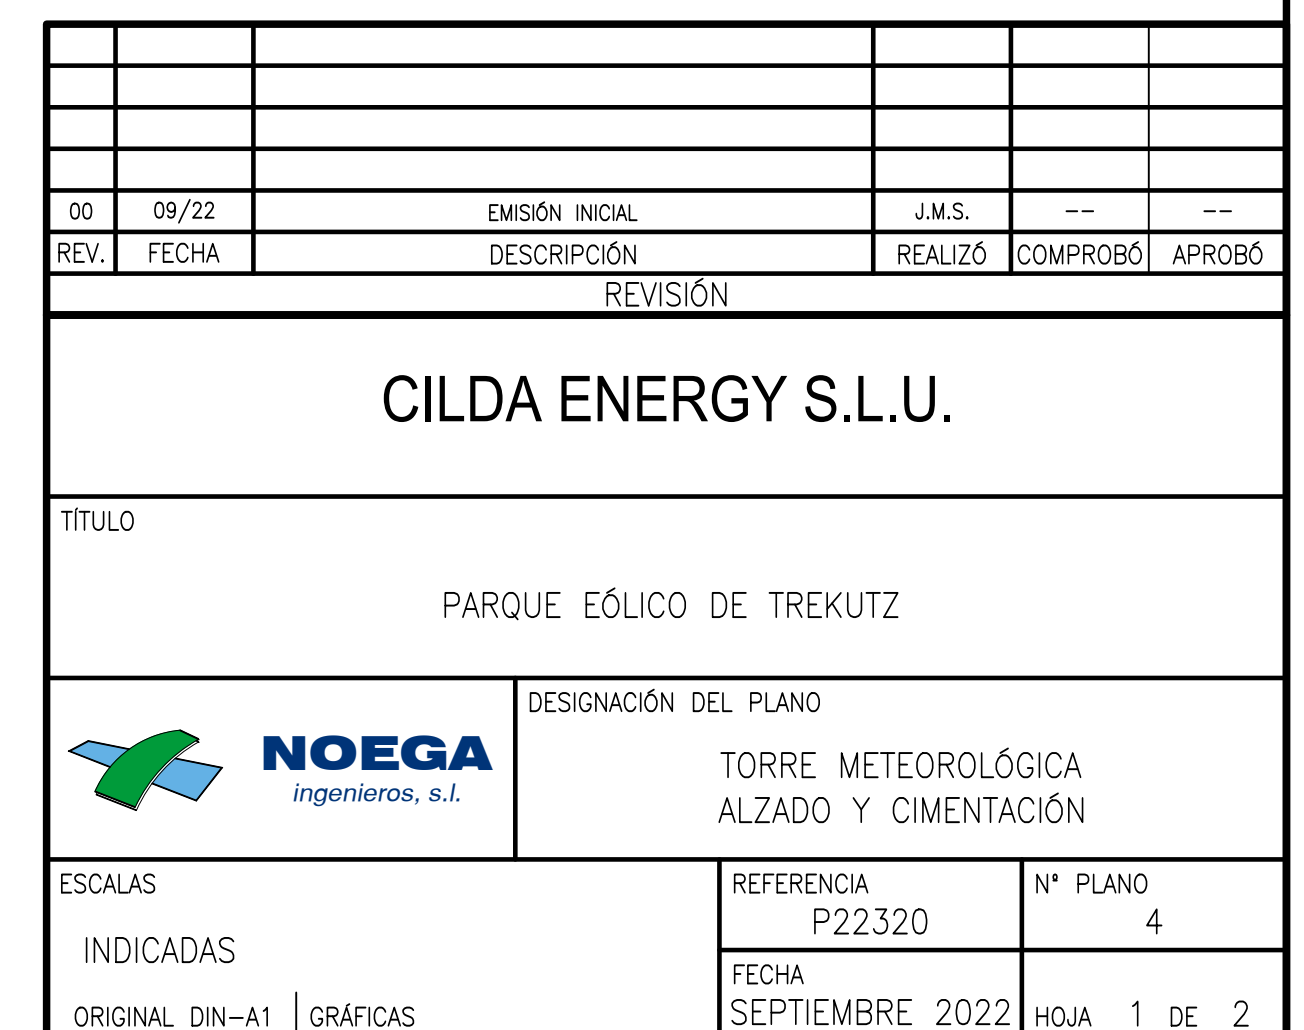 00 09/22 EMISIÓN INICIAL J.M.S. -- --
REV. FECHA DESCRIPCIÓN REALIZÓ COMPROBÓ APROBÓ
REVISIÓN
CILDA ENERGY S.L.U.
TÍTULO
PARQUE EÓLICO DE TREKUTZ
NOEGA
ingenieros, s.l.
DESIGNACIÓN DEL PLANO
TORRE METEOROLÓGICA
ALZADO Y CIMENTACIÓN
ESCALAS
INDICADAS
ORIGINAL DIN-A1 GRÁFICAS
REFERENCIA
P22320
Nº PLANO
4
FECHA
SEPTIEMBRE 2022
HOJA 1 DE 2